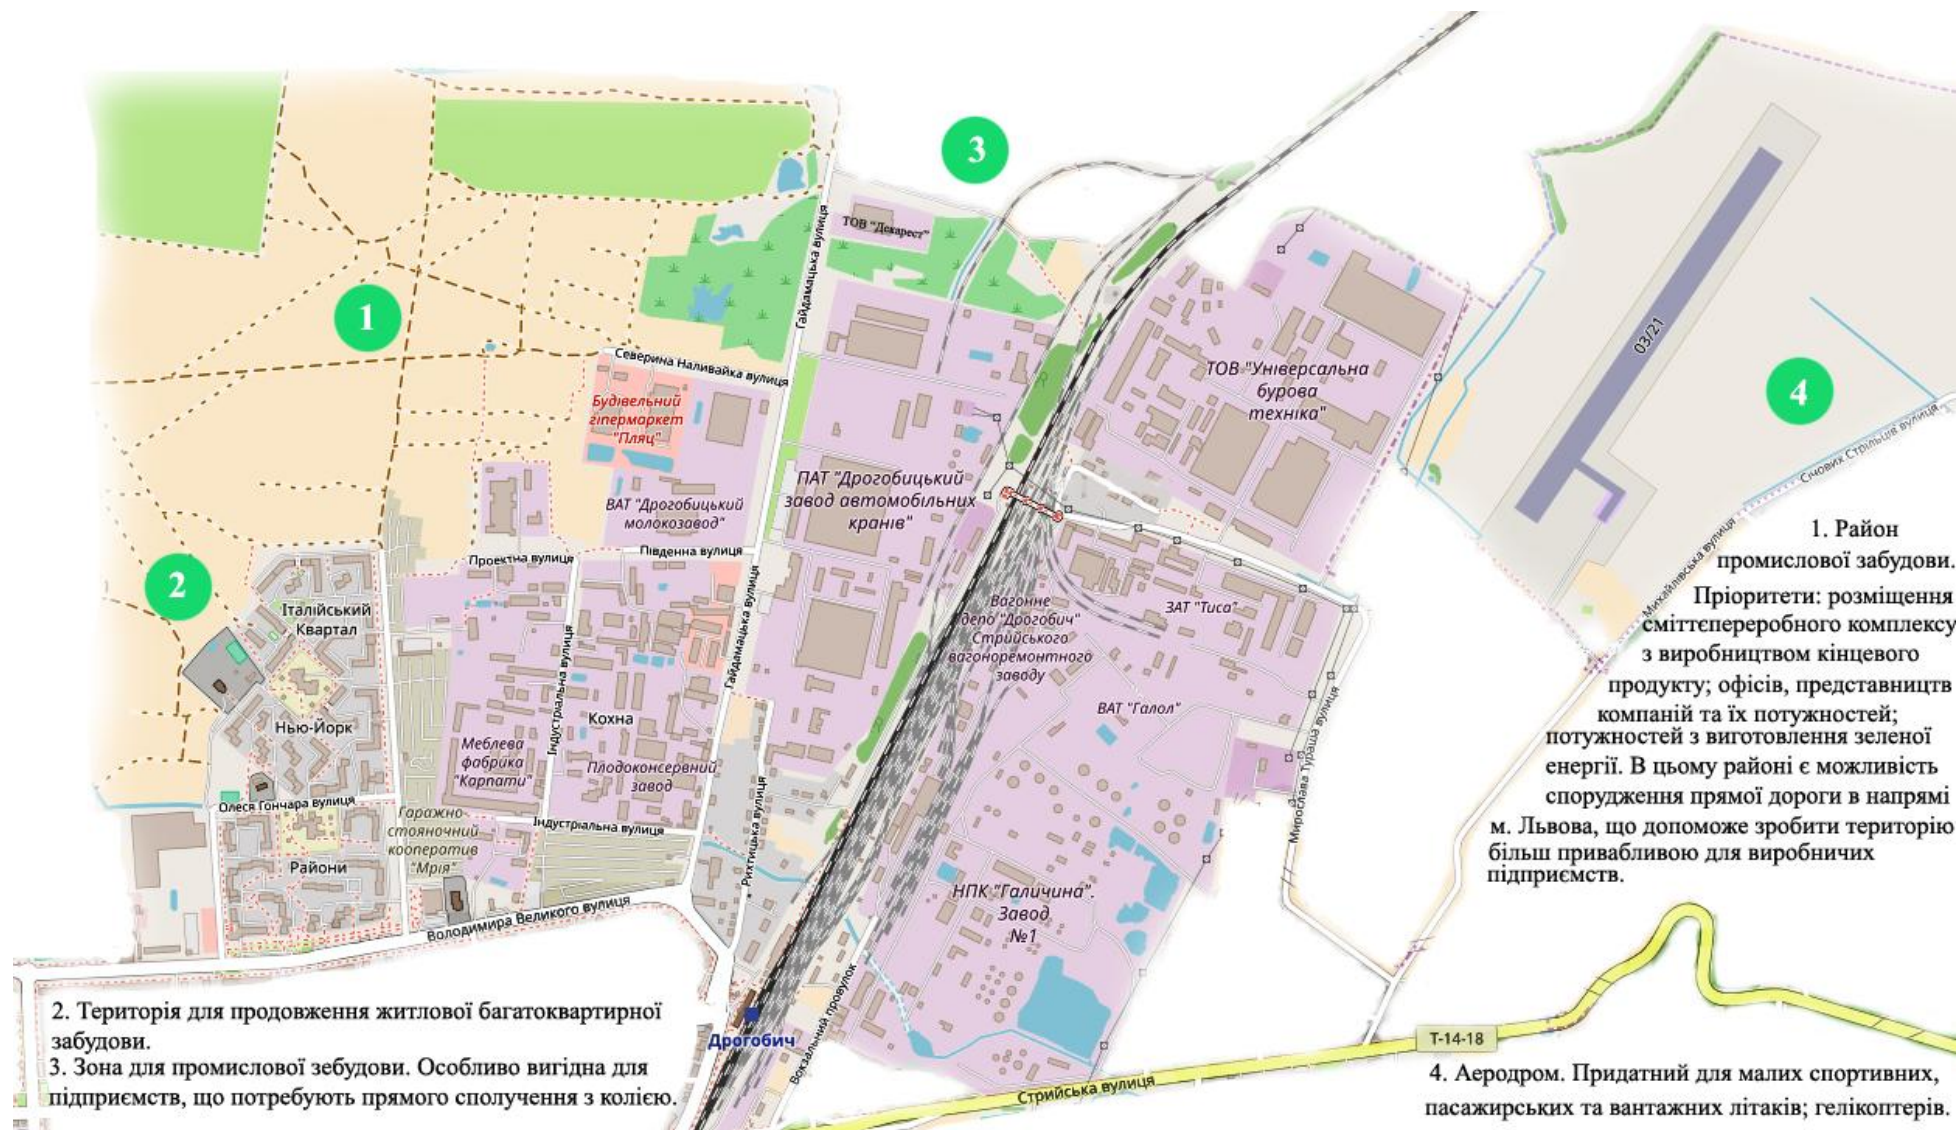 3
ТОВ "Декарест"
Гайдамацька вулиця
1
Северина Наливайка вулиця
Будівельний
гіпермаркет
"Пляц"
ТОВ "Універсальна
бурова
техніка"
03/21
4
Січових Стрільців вулиця
ВАТ "Дрогобицький
молокозавод"
ПАТ "Дрогобицький
завод автомобільних
кранів"
Проектна вулиця
Південна вулиця
2
Італійський
Квартал
Нью-Йорк
Індустріальна вулиця
Гайдамацька вулиця
Вагонне
депо "Дрогобич"
Стрийського
вагоноремонтного
заводу
ЗАТ "Тиса"
Михайлівська вулиця
ВАТ "Галол"
Мирослава Тураша вулиця
Кохна
Меблева
фабрика
"Карпати"
Плодоконсервний
завод
Олеся Гончара вулиця
Гаражно-
стояночний
кооператив
"Мрія"
Індустріальна вулиця
Рихтицька вулиця
Райони
Володимира Великого вулиця
НПК "Галичина".
Завод
№1
Дрогобич
Вокзальний провулок
Стрийська вулиця
Т-14-18
1. Район
промислової забудови.
Пріоритети: розміщення
сміттєпереробного комплексу
з виробництвом кінцевого
продукту; офісів, представництв
компаній та їх потужностей;
потужностей з виготовлення зеленої
енергії. В цьому районі є можливість
спорудження прямої дороги в напрямі
м. Львова, що допоможе зробити територію
більш привабливою для виробничих
підприємств.
2. Територія для продовження житлової багатоквартирної
забудови.
3. Зона для промислової зебудови. Особливо вигідна для
підприємств, що потребують прямого сполучення з колією.
4. Аеродром. Придатний для малих спортивних,
пасажирських та вантажних літаків; гелікоптерів.